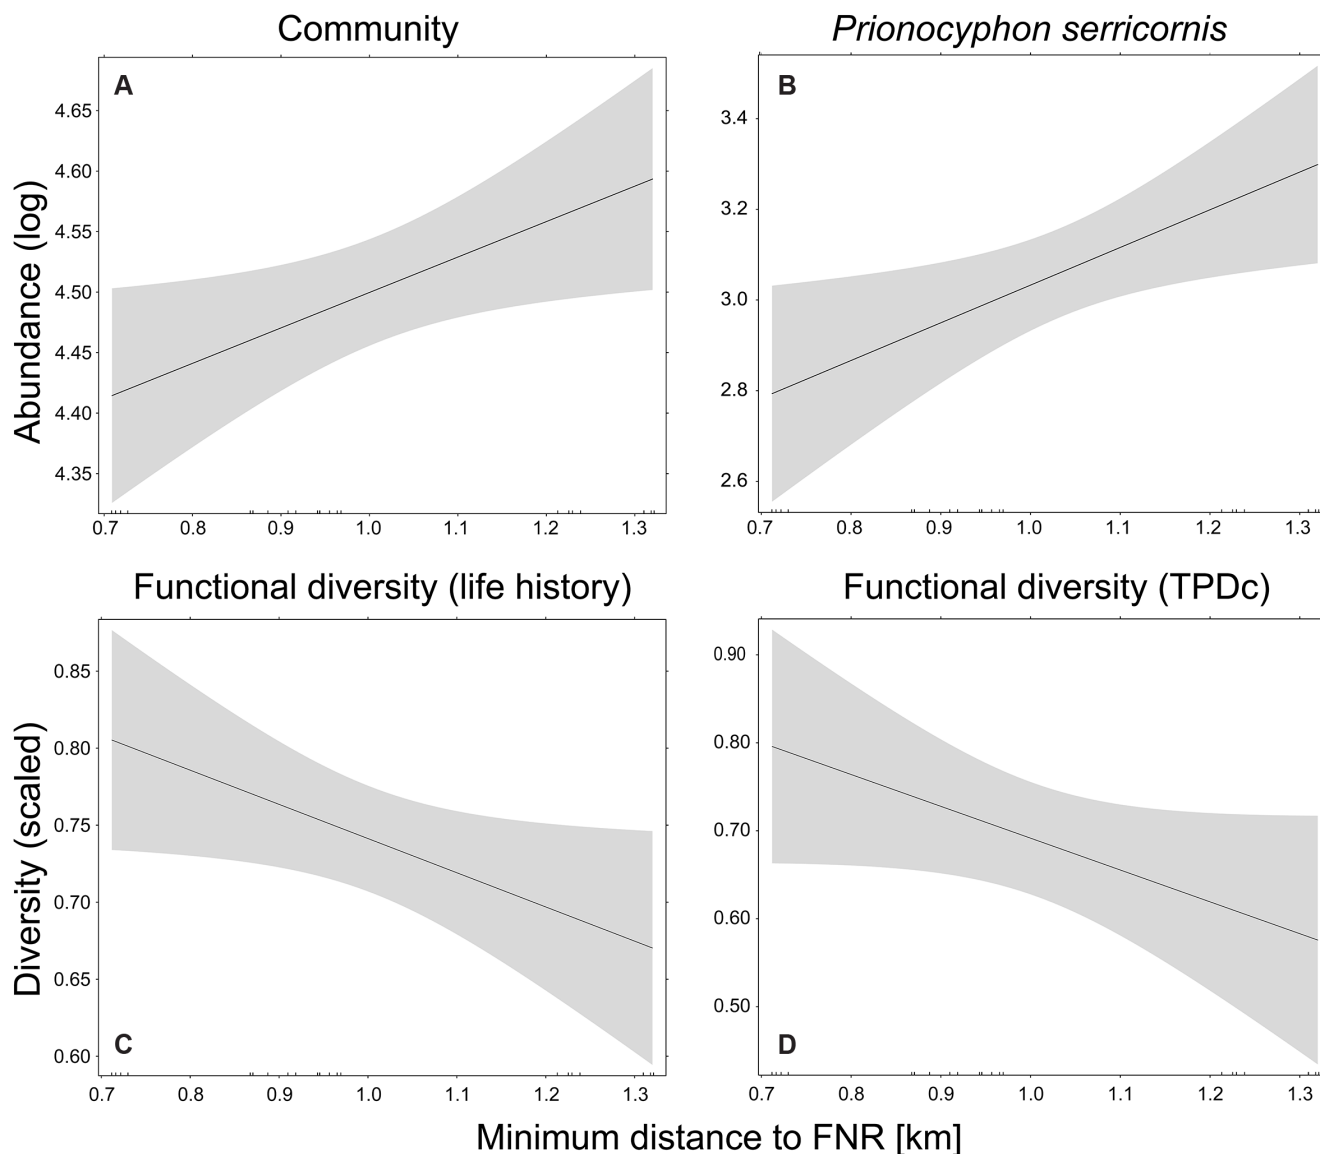 Community
Prionocyphon serricornis
A
B
Abundance (log)
4.65
4.60
4.55
4.50
4.45
4.40
4.35
3.4
3.2
3.0
2.8
2.6
0.7 0.8 0.9 1.0 1.1 1.2 1.3
0.7 0.8 0.9 1.0 1.1 1.2 1.3
Functional diversity (life history)
Functional diversity (TPDc)
Diversity (scaled)
0.85
0.80
0.75
0.70
0.65
0.60
0.90
0.80
0.70
0.60
0.50
C
D
0.7 0.8 0.9 1.0 1.1 1.2 1.3
0.7 0.8 0.9 1.0 1.1 1.2 1.3
Minimum distance to FNR [km]